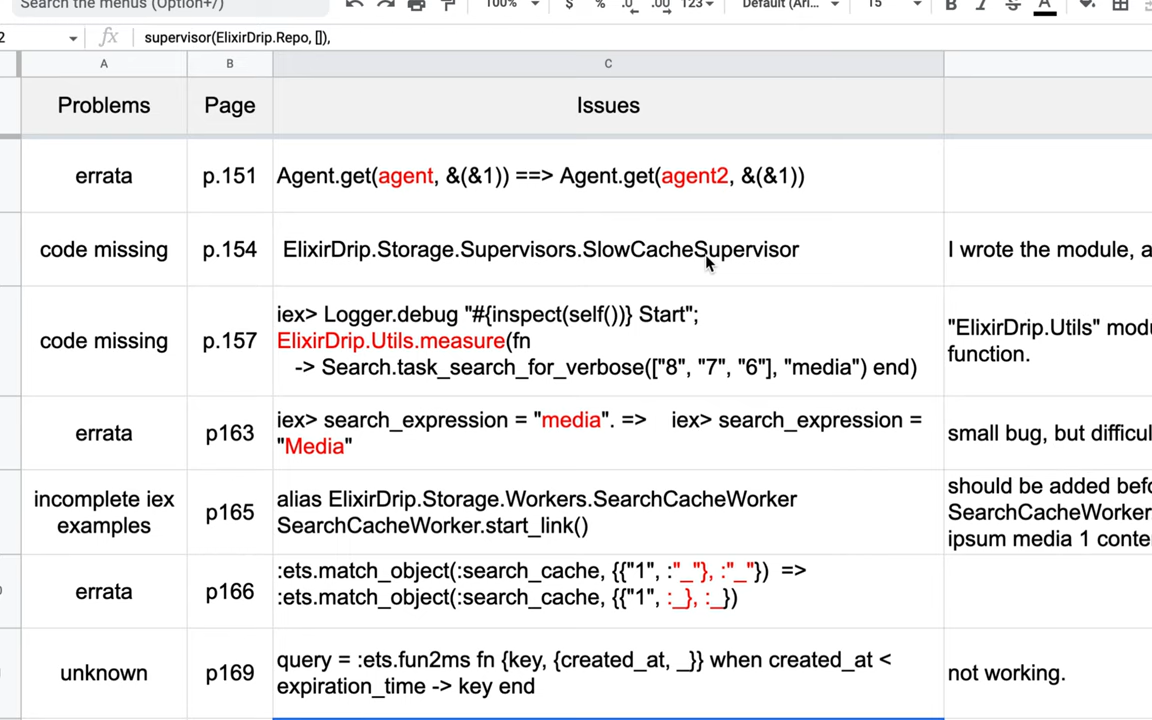 Search the menus (Option+/)
100%
$ % .0 .00 123
Default (Ari...
15
B I S A
2
fx supervisor(ElixirDrip.Repo, []),
A B C
Problems Page Issues
errata p.151 Agent.get(agent, &(&1)) ==> Agent.get(agent2, &(&1))
code missing p.154 ElixirDrip.Storage.Supervisors.SlowCacheSupervisor I wrote the module, a
code missing p.157 iex> Logger.debug "#{inspect(self())} Start";
ElixirDrip.Utils.measure(fn
-> Search.task_search_for_verbose(["8", "7", "6"], "media") end)
"ElixirDrip.Utils" modu
function.
errata p163 iex> search_expression = "media". => iex> search_expression =
"Media"
small bug, but difficul
incomplete iex
examples
p165
alias ElixirDrip.Storage.Workers.SearchCacheWorker
SearchCacheWorker.start_link()
should be added befo
SearchCacheWorker
ipsum media 1 conte
errata p166 :ets.match_object(:search_cache, {{"1", :"_"}, :"_"}) =>
:ets.match_object(:search_cache, {{"1", :_}, :_})
unknown p169 query = :ets.fun2ms fn {key, {created_at, _}} when created_at <
expiration_time -> key end
not working.